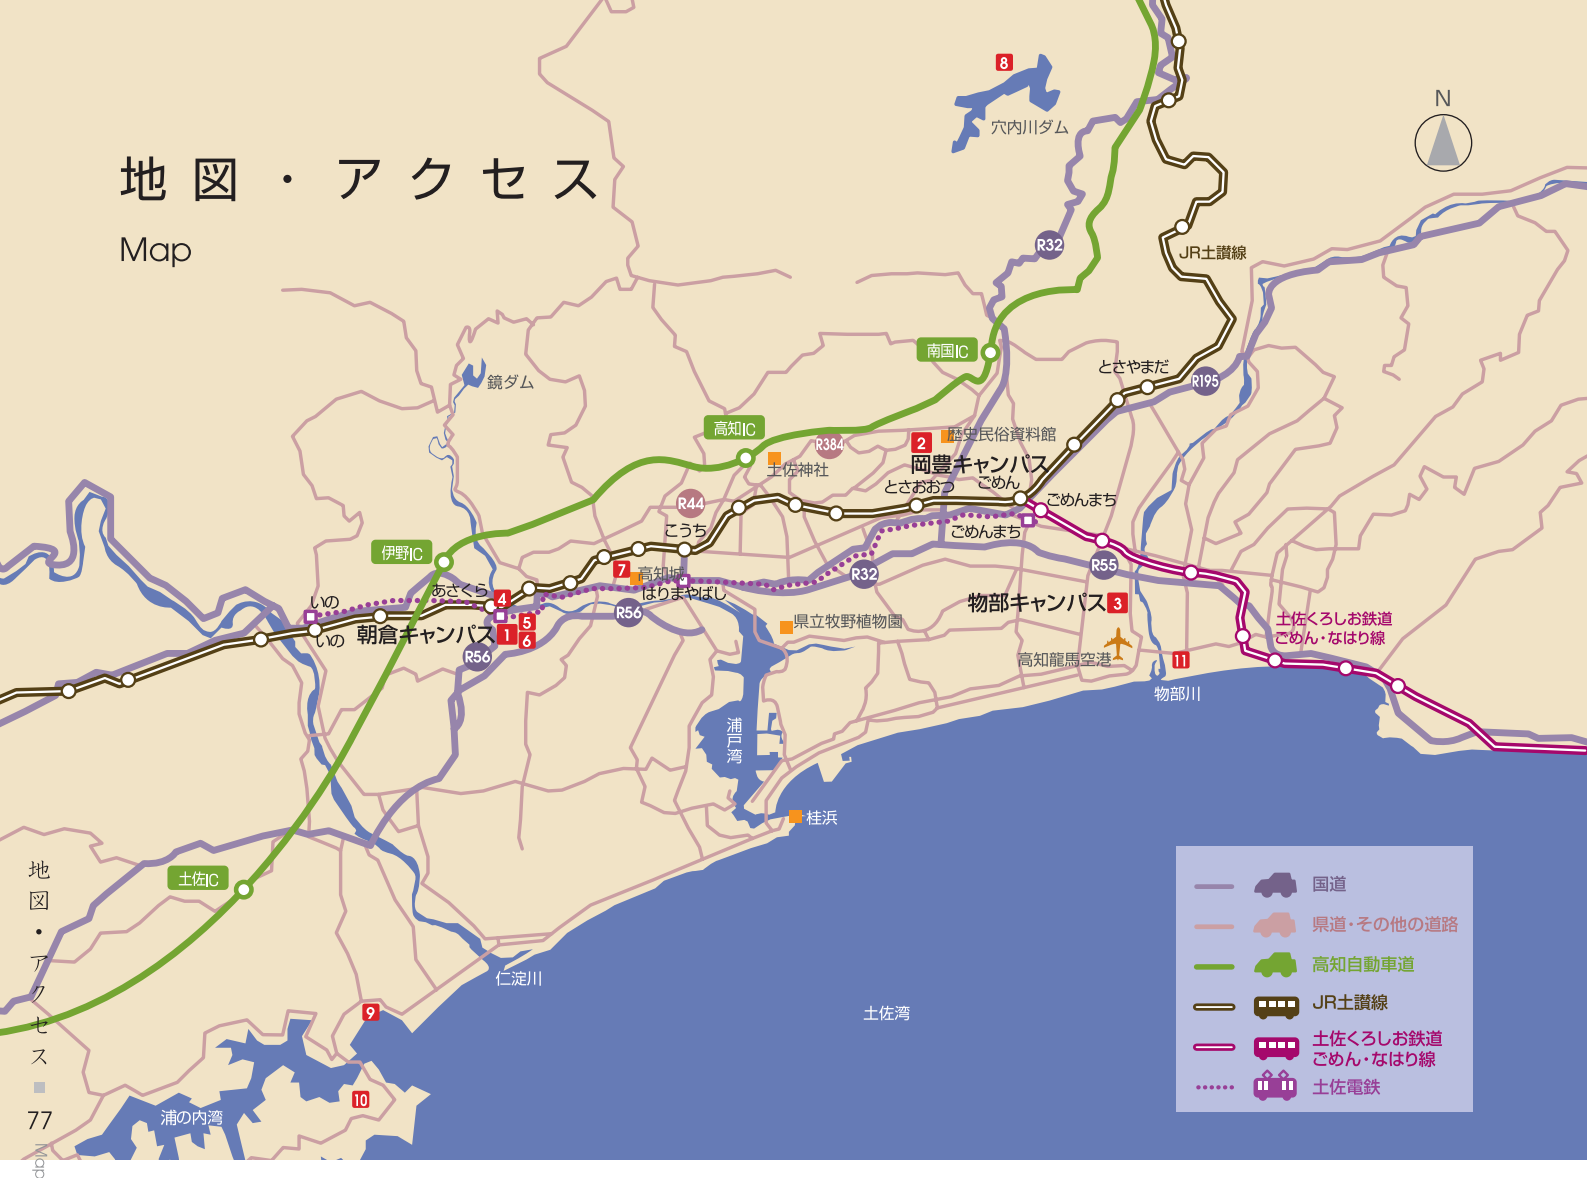 地図・アクセス
Map
8
穴内川ダム
N
R32
JR土讃線
南国IC
とさやまだ
R195
鏡ダム
高知IC
R384
2
歴史民俗資料館
岡豊キャンパス
土佐神社
とさおおつ
ごめん
ごめんまち
R44
こうち
ごめんまち
伊野IC
7
高知城
R32
R55
あさくら
はりまやばし
いの
4
R56
物部キャンパス
3
県立牧野植物園
土佐くろしお鉄道
ごめん・なはり線
いの
朝倉キャンパス
1
5
6
R56
高知龍馬空港
11
物部川
浦戸湾
桂浜
土佐IC
仁淀川
9
土佐湾
10
浦の内湾
国道
県道・その他の道路
高知自動車道
JR土讃線
土佐くろしお鉄道
ごめん・なはり線
土佐電鉄
地図・アクセス
77
Map